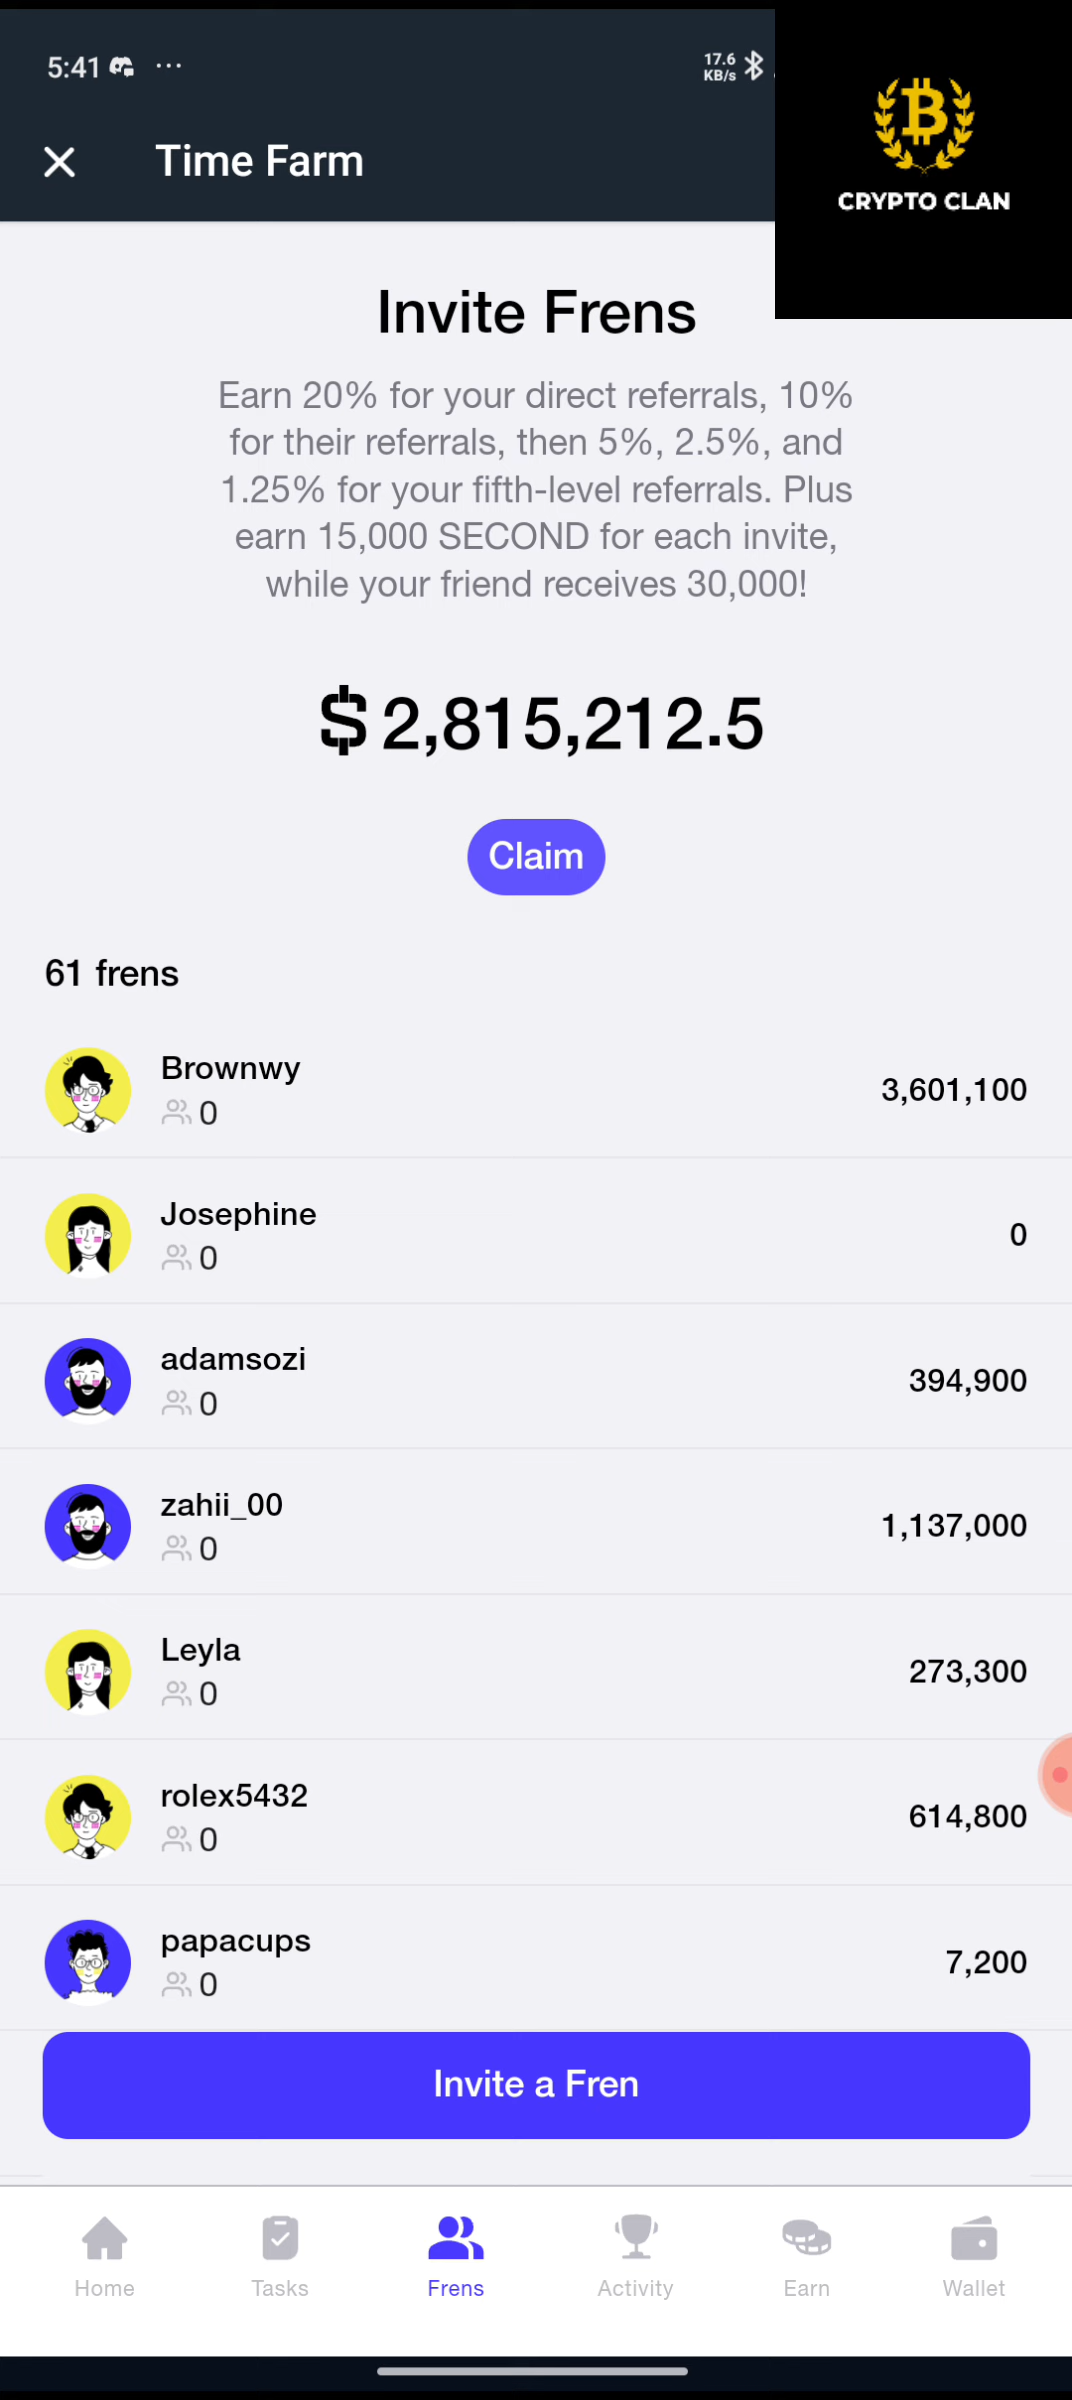 5:41 ...
17.6
KB/s
CRYPTO CLAN
Time Farm
Invite Frens
Earn 20% for your direct referrals, 10%
for their referrals, then 5%, 2.5%, and
1.25% for your fifth-level referrals. Plus
earn 15,000 SECOND for each invite,
while your friend receives 30,000!
$ 2,815,212.5
Claim
61 frens
Brownwy
0
3,601,100
Josephine
0
0
adamsozi
0
394,900
zahii_00
0
1,137,000
Leyla
0
273,300
rolex5432
0
614,800
papacups
0
7,200
Invite a Fren
Home Tasks Frens Activity Earn Wallet